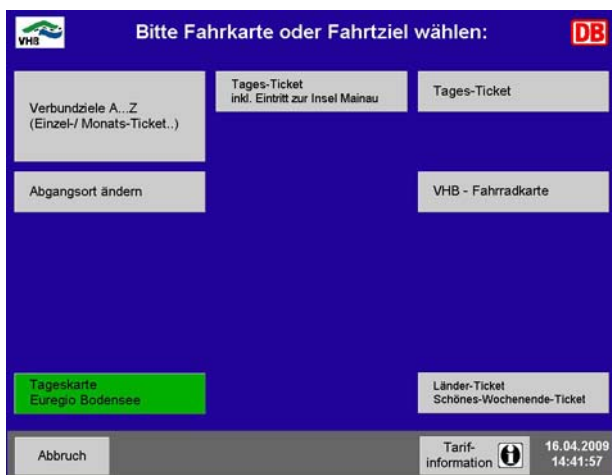 VHB
Bitte Fahrkarte oder Fahrtziel wählen:
DB
Verbundziele A...Z
(Einzel-/ Monats-Ticket..)
Tages-Ticket
inkl. Eintritt zur Insel Mainau
Tages-Ticket
Abgangsort ändern
VHB - Fahrradkarte
Tageskarte
Euregio Bodensee
Länder-Ticket
Schönes-Wochenende-Ticket
Abbruch
Tarif-
information
16.04.2009
14:41:57